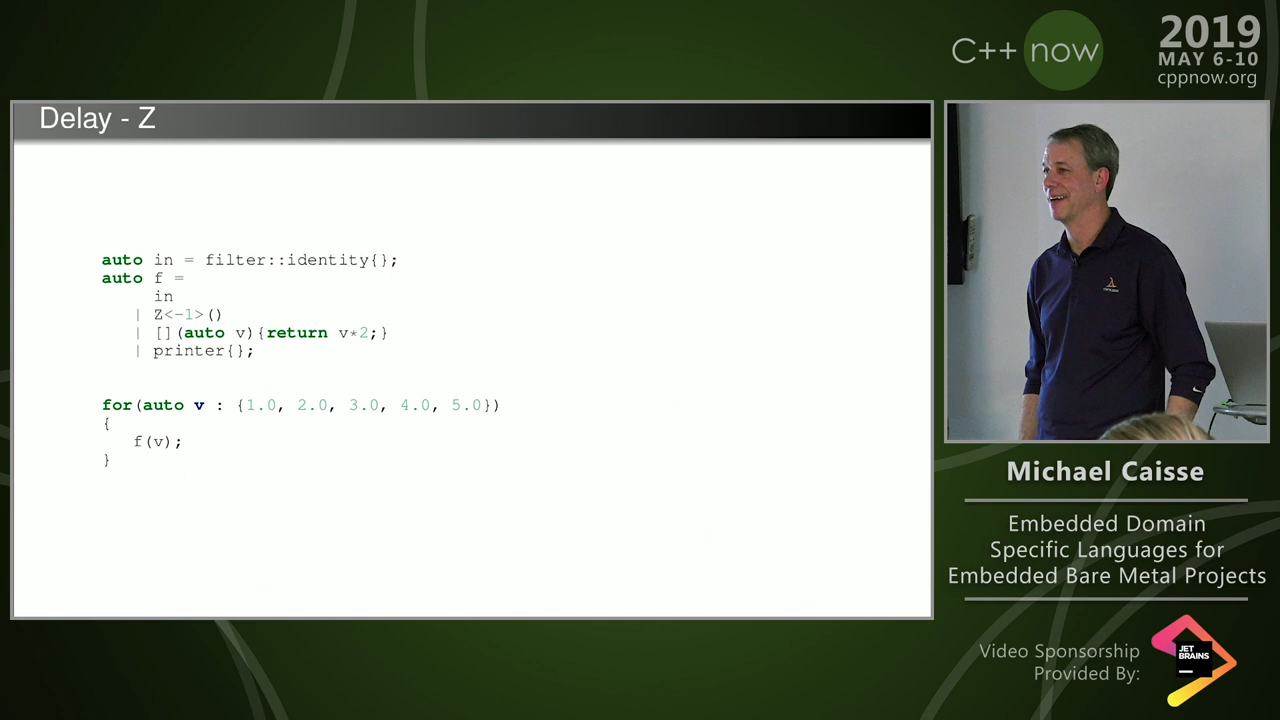 C++ now
2019
MAY 6-10
cppnow.org
Delay - Z
auto in = filter::identity{};
auto f =
in
| Z<-1>()
| [](auto v){return v*2;}
| printer{};
for(auto v : {1.0, 2.0, 3.0, 4.0, 5.0})
{
f(v);
}
Michael Caisse
Embedded Domain
Specific Languages for
Embedded Bare Metal Projects
Video Sponsorship
Provided By:
JET
BRAINS